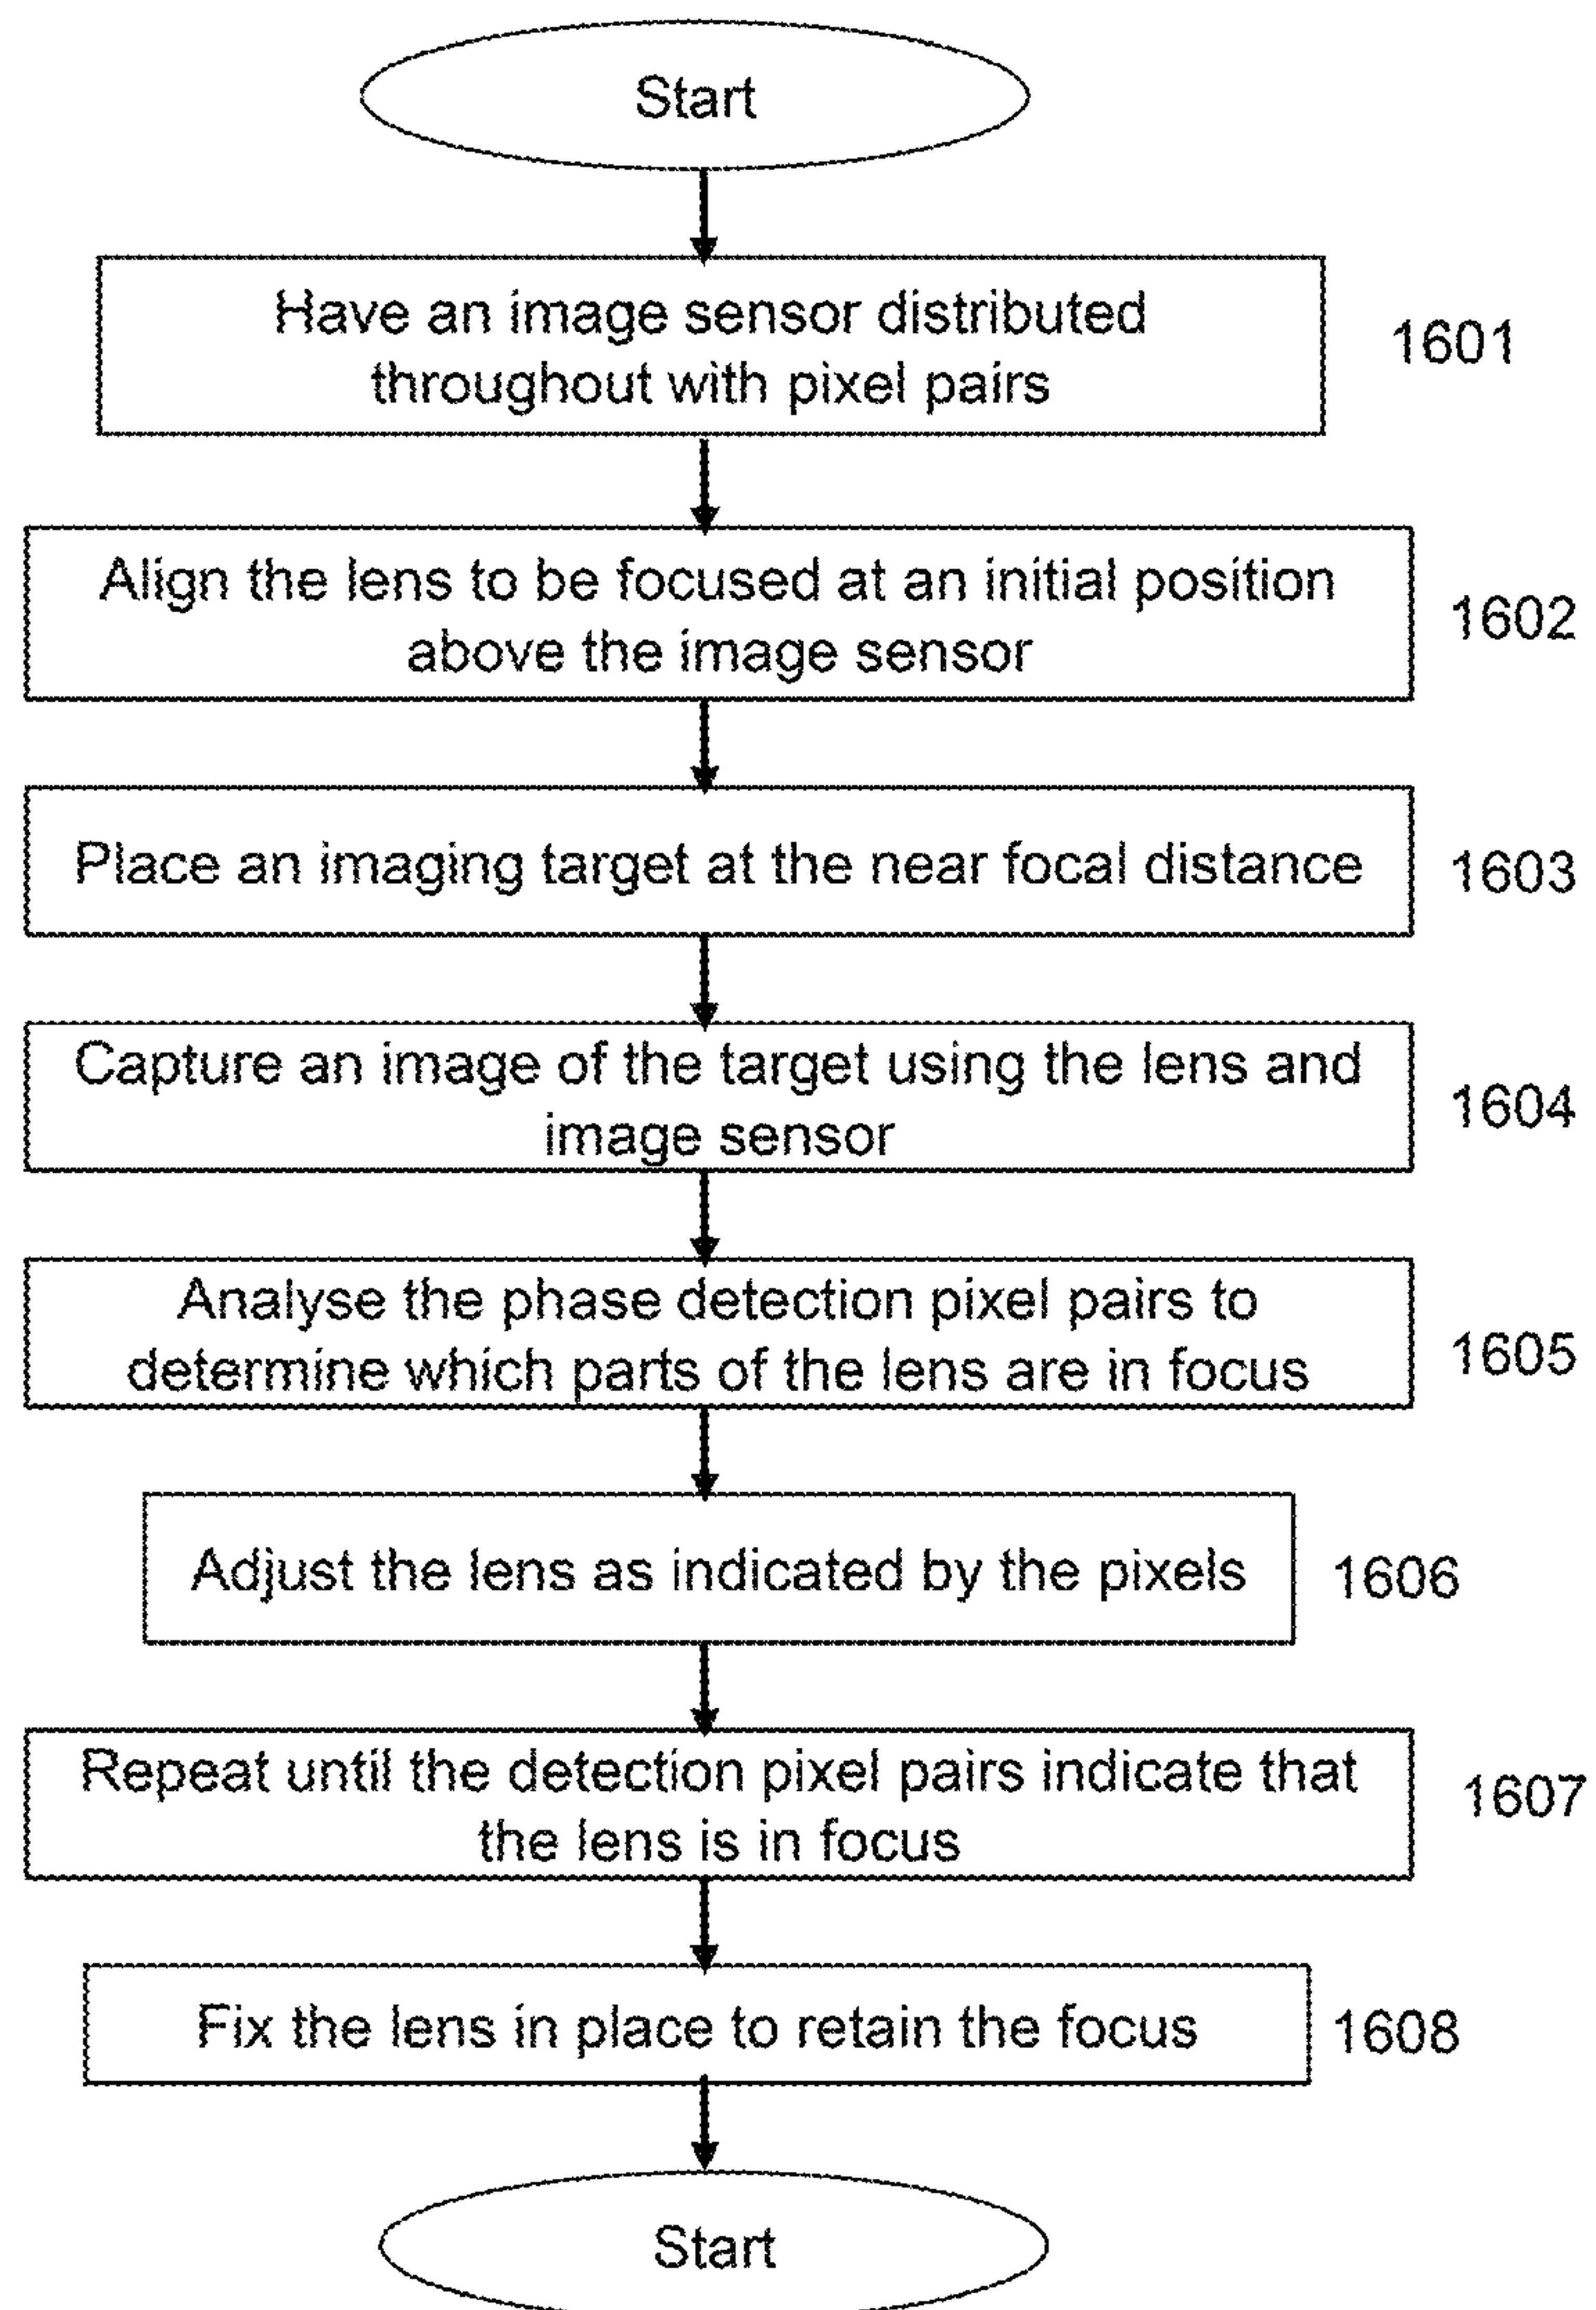 Start
Have an image sensor distributed
throughout with pixel pairs
1601
Align the lens to be focused at an initial position
above the image sensor
1602
Place an imaging target at the near focal distance
1603
Capture an image of the target using the lens and
image sensor
1604
Analyse the phase detection pixel pairs to
determine which parts of the lens are in focus
1605
Adjust the lens as indicated by the pixels
1606
Repeat until the detection pixel pairs indicate that
the lens is in focus
1607
Fix the lens in place to retain the focus
1608
Start